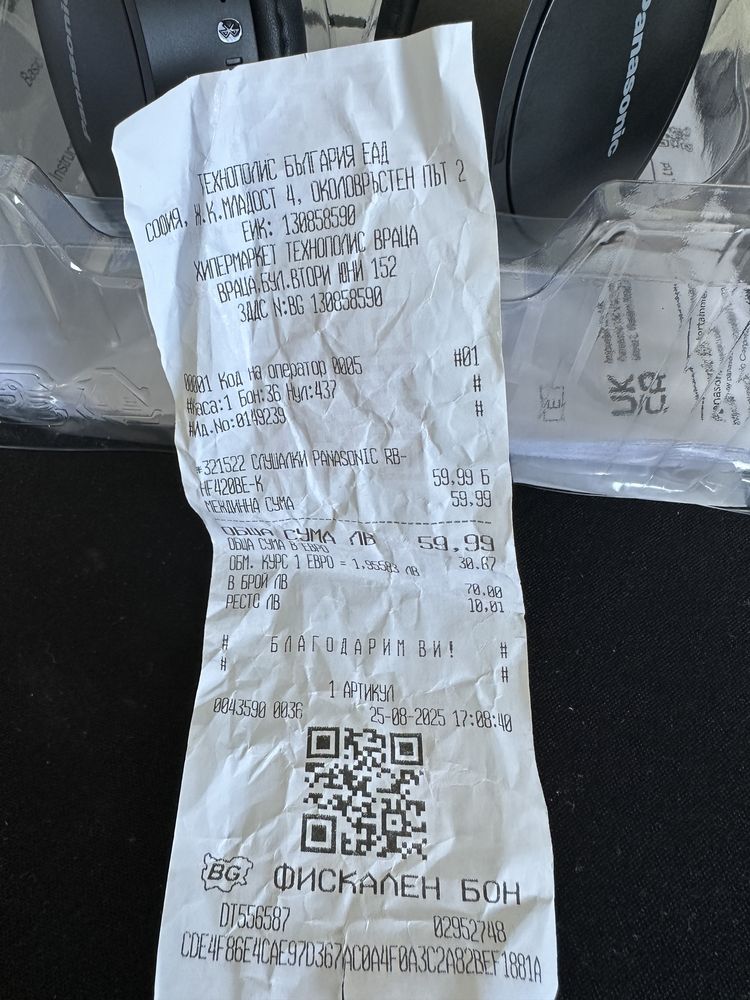 Panasonic
ТЕХНОПОЛИС БЪЛГАРИЯ ЕАД
СОФИЯ, Ж.К.МЛАДОСТ 4, ОКОЛОВРЪСТЕН ПЪТ 2
ЕИК: 130858590
ХИПЕРМАРКЕТ ТЕХНОПОЛИС ВРАЦА
ВРАЦА,БУЛ.ВТОРИ ЮНИ 152
ЗДДС N:BG 130858590
0001 Код на оператор 0005 #01
#Каса:1 Бон:36 Нул:437 #
#Ид.No:0149239 #
*321522 СЛУШАЛКИ PANASONIC RB-
HF420BE-K 59,99 Б
МЕЖДИННА СУМА 59,99
ОБЩА СУМА ЛВ 59,99
ОБЩА СУМА В ЕВРО 30.67
ОБМ. КУРС 1 ЕВРО = 1,95583 ЛВ
В БРОЙ ЛВ 70.00
РЕСТО ЛВ 10,01
# БЛАГОДАРИМ ВИ! #
# #
1 АРТИКУЛ
0043590 0036 25-08-2025 17:08:40
BG ФИСКАЛЕН БОН
DT556587 02952748
CDE4F86E4CAE97D367AC0A4F0A3C2A82BEF1881A
UK
CA